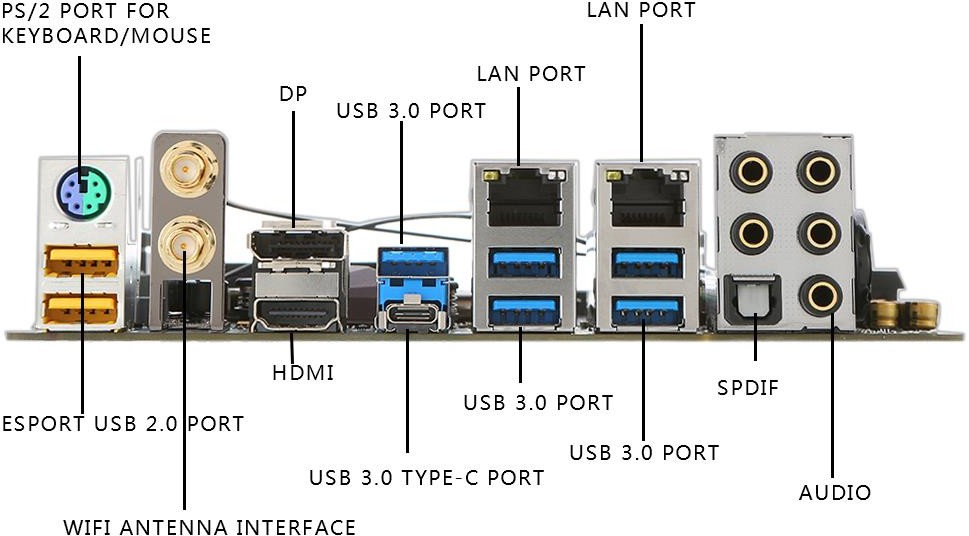 PS/2 PORT FOR
KEYBOARD/MOUSE
LAN PORT
LAN PORT
DP
USB 3.0 PORT
HDMI
SPDIF
USB 3.0 PORT
ESPORT USB 2.0 PORT
USB 3.0 PORT
USB 3.0 TYPE-C PORT
AUDIO
WIFI ANTENNA INTERFACE